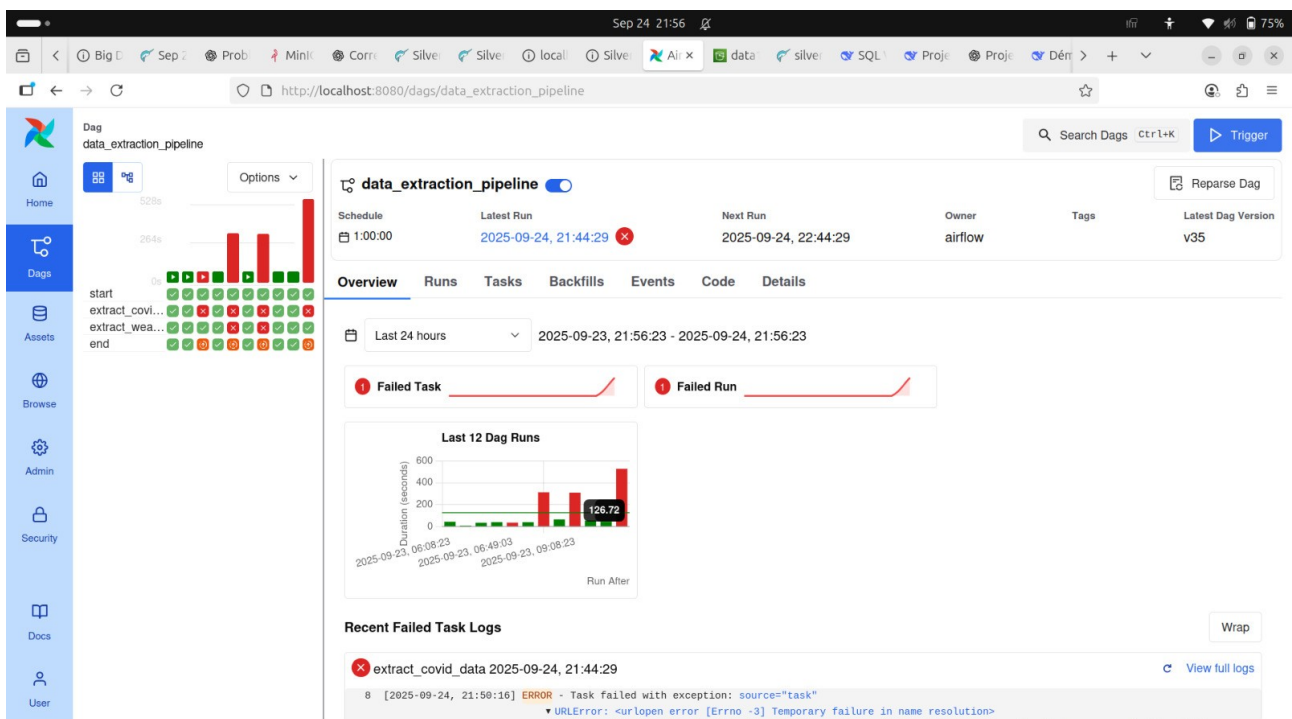 Sep 24 21:56
75%
Big D
Sep 2
Prob
MinIC
Corre
Silver
Silver
locall
Silver
Air
data
silver
SQL
Proje
Proje
Dém
http://localhost:8080/dags/data_extraction_pipeline
Dag
data_extraction_pipeline
Search Dags Ctrl+K
Trigger
Home
Dags
Assets
Browse
Admin
Security
Docs
User
Options
528s
264s
0s
start
extract_covi...
extract_wea...
end
data_extraction_pipeline
Reparse Dag
Schedule Latest Run Next Run Owner Tags Latest Dag Version
1:00:00 2025-09-24, 21:44:29 2025-09-24, 22:44:29 airflow v35
Overview Runs Tasks Backfills Events Code Details
Last 24 hours 2025-09-23, 21:56:23 - 2025-09-24, 21:56:23
1 Failed Task
1 Failed Run
Last 12 Dag Runs
Duration (seconds)
600
400
200
0
126.72
2025-09-23, 06:08:23
2025-09-23, 06:49:03
2025-09-23, 09:08:23
Run After
Recent Failed Task Logs
Wrap
extract_covid_data 2025-09-24, 21:44:29
View full logs
8 [2025-09-24, 21:50:16] ERROR - Task failed with exception: source="task"
▾ URLError: <urlopen error [Errno -3] Temporary failure in name resolution>